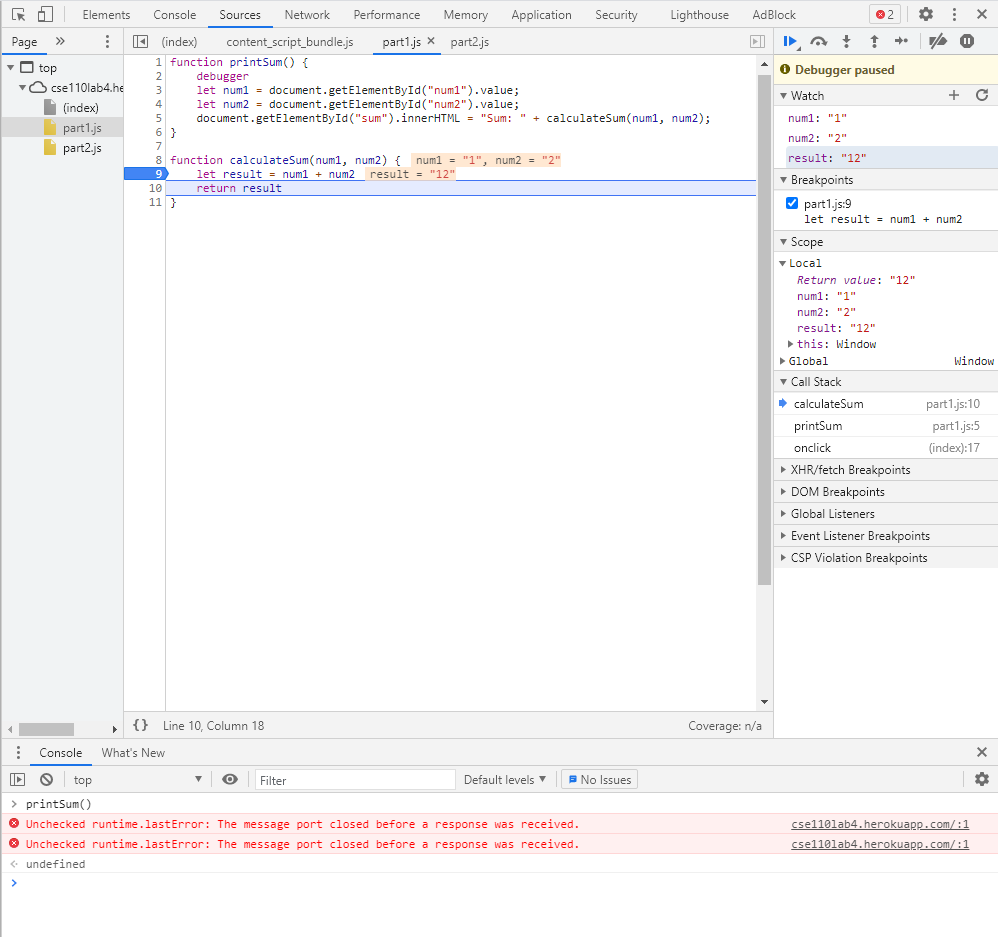 Elements Console Sources Network Performance Memory Application Security Lighthouse AdBlock 2
Page » (index) content_script_bundle.js part1.js × part2.js
top
cse110lab4.he
(index)
part1.js
part2.js
1 function printSum() {
2 debugger
3 let num1 = document.getElementById("num1").value;
4 let num2 = document.getElementById("num2").value;
5 document.getElementById("sum").innerHTML = "Sum: " + calculateSum(num1, num2);
6 }
7
8 function calculateSum(num1, num2) { num1 = "1", num2 = "2"
9 let result = num1 + num2 result = "12"
10 return result
11 }
{} Line 10, Column 18 Coverage: n/a
Debugger paused
Watch
num1: "1"
num2: "2"
result: "12"
Breakpoints
part1.js:9
let result = num1 + num2
Scope
Local
Return value: "12"
num1: "1"
num2: "2"
result: "12"
this: Window
Global Window
Call Stack
calculateSum part1.js:10
printSum part1.js:5
onclick (index):17
XHR/fetch Breakpoints
DOM Breakpoints
Global Listeners
Event Listener Breakpoints
CSP Violation Breakpoints
Console What's New
top Filter Default levels No Issues
> printSum()
Unchecked runtime.lastError: The message port closed before a response was received. cse110lab4.herokuapp.com/:1
Unchecked runtime.lastError: The message port closed before a response was received. cse110lab4.herokuapp.com/:1
undefined
>